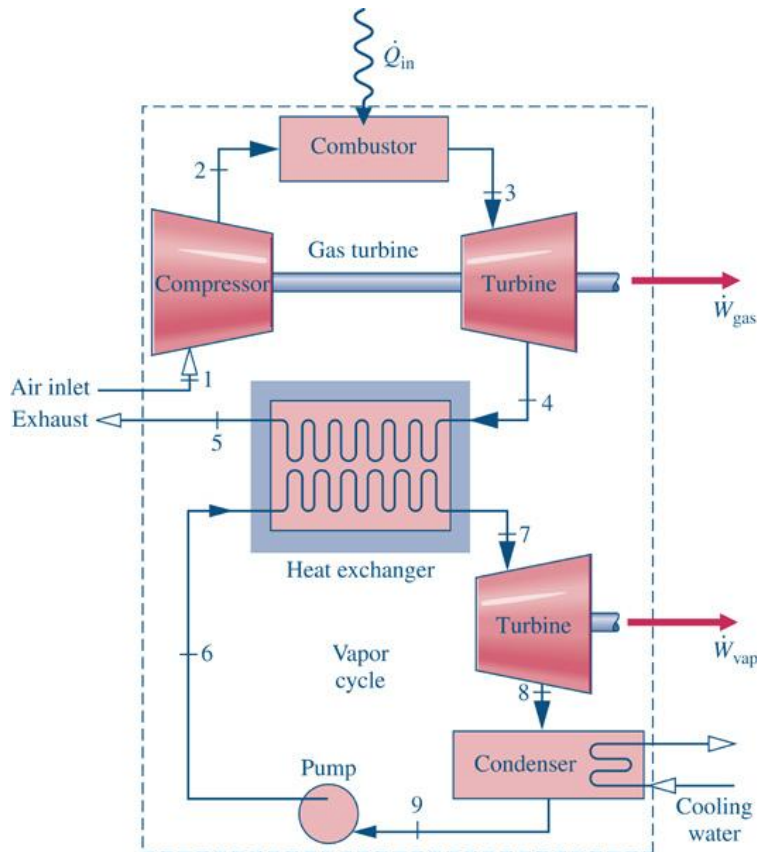 Q̇in
Combustor
2
3
Gas turbine
Compressor
Turbine
Ẇgas
1
Air inlet
4
Exhaust
5
7
Heat exchanger
Turbine
6
Vapor
cycle
Ẇvap
8
Condenser
Pump
9
Cooling
water